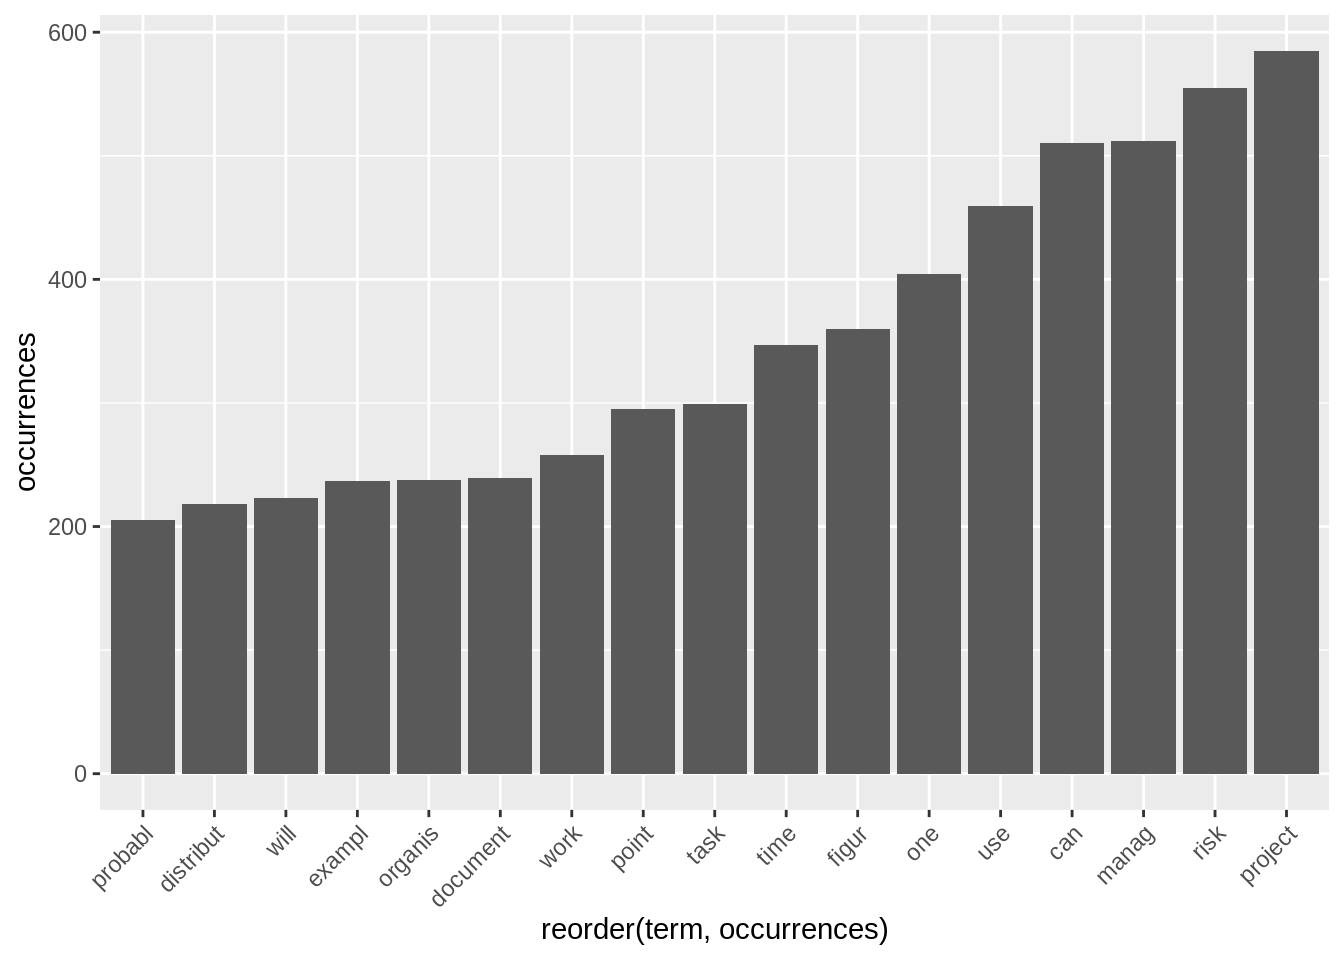 600
400
200
0
occurrences
probabl
distribut
will
exampl
organis
document
work
point
task
time
figur
one
use
can
manag
risk
project
reorder(term, occurrences)